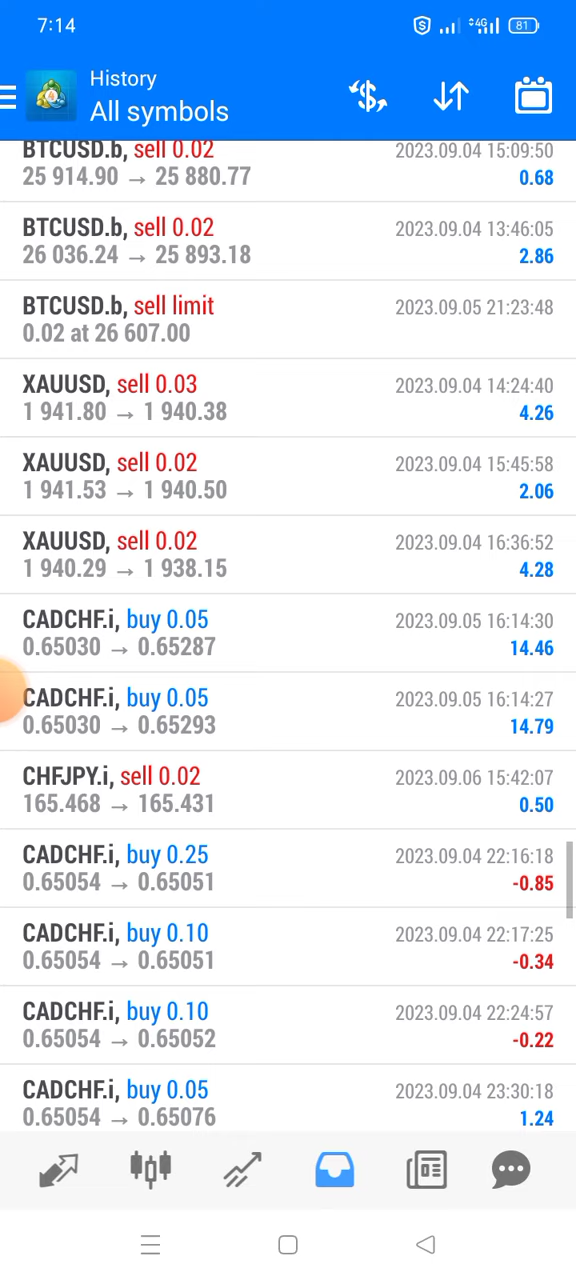 7:14
4G
81
History
All symbols
BTCUSD.b, sell 0.02
2023.09.04 15:09:50
25 914.90 → 25 880.77
0.68
BTCUSD.b, sell 0.02
2023.09.04 13:46:05
26 036.24 → 25 893.18
2.86
BTCUSD.b, sell limit
2023.09.05 21:23:48
0.02 at 26 607.00
XAUUSD, sell 0.03
2023.09.04 14:24:40
1 941.80 → 1 940.38
4.26
XAUUSD, sell 0.02
2023.09.04 15:45:58
1 941.53 → 1 940.50
2.06
XAUUSD, sell 0.02
2023.09.04 16:36:52
1 940.29 → 1 938.15
4.28
CADCHF.i, buy 0.05
2023.09.05 16:14:30
0.65030 → 0.65287
14.46
CADCHF.i, buy 0.05
2023.09.05 16:14:27
0.65030 → 0.65293
14.79
CHFJPY.i, sell 0.02
2023.09.06 15:42:07
165.468 → 165.431
0.50
CADCHF.i, buy 0.25
2023.09.04 22:16:18
0.65054 → 0.65051
-0.85
CADCHF.i, buy 0.10
2023.09.04 22:17:25
0.65054 → 0.65051
-0.34
CADCHF.i, buy 0.10
2023.09.04 22:24:57
0.65054 → 0.65052
-0.22
CADCHF.i, buy 0.05
2023.09.04 23:30:18
0.65054 → 0.65076
1.24